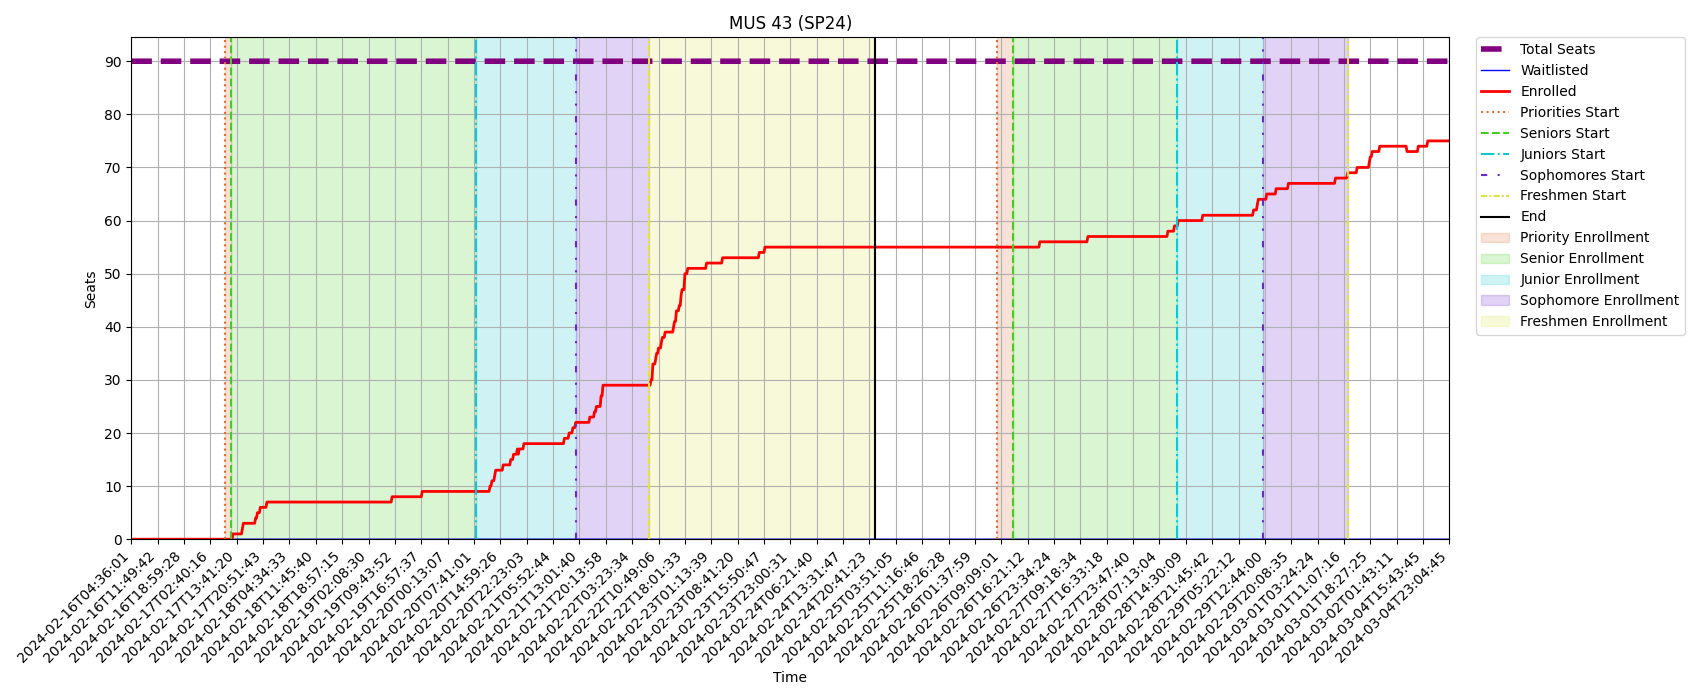 MUS 43 (SP24)
Seats
90
80
70
60
50
40
30
20
10
0
2024-02-16T04:36:01
2024-02-16T11:49:42
2024-02-16T18:59:28
2024-02-17T02:40:16
2024-02-17T13:41:20
2024-02-17T20:51:43
2024-02-18T04:34:33
2024-02-18T11:45:40
2024-02-18T18:57:15
2024-02-19T02:08:30
2024-02-19T09:43:52
2024-02-19T16:57:37
2024-02-20T00:13:07
2024-02-20T07:41:01
2024-02-20T14:59:26
2024-02-20T22:23:03
2024-02-21T05:52:44
2024-02-21T13:01:40
2024-02-21T20:13:58
2024-02-22T03:23:34
2024-02-22T10:49:06
2024-02-22T18:01:33
2024-02-23T01:13:39
2024-02-23T08:41:20
2024-02-23T15:50:47
2024-02-23T23:00:31
2024-02-24T06:21:40
2024-02-24T13:31:47
2024-02-24T20:41:23
2024-02-25T03:51:05
2024-02-25T11:16:46
2024-02-25T18:26:28
2024-02-26T01:37:59
2024-02-26T09:09:01
2024-02-26T16:21:12
2024-02-26T23:34:24
2024-02-27T09:18:34
2024-02-27T16:33:18
2024-02-27T23:47:40
2024-02-28T07:13:04
2024-02-28T14:30:09
2024-02-28T21:45:42
2024-02-29T05:22:12
2024-02-29T12:44:00
2024-02-29T20:08:35
2024-03-01T03:24:24
2024-03-01T11:07:16
2024-03-01T18:27:25
2024-03-02T01:43:11
2024-03-04T15:43:45
2024-03-04T23:04:45
Time
Total Seats
Waitlisted
Enrolled
Priorities Start
Seniors Start
Juniors Start
Sophomores Start
Freshmen Start
End
Priority Enrollment
Senior Enrollment
Junior Enrollment
Sophomore Enrollment
Freshmen Enrollment